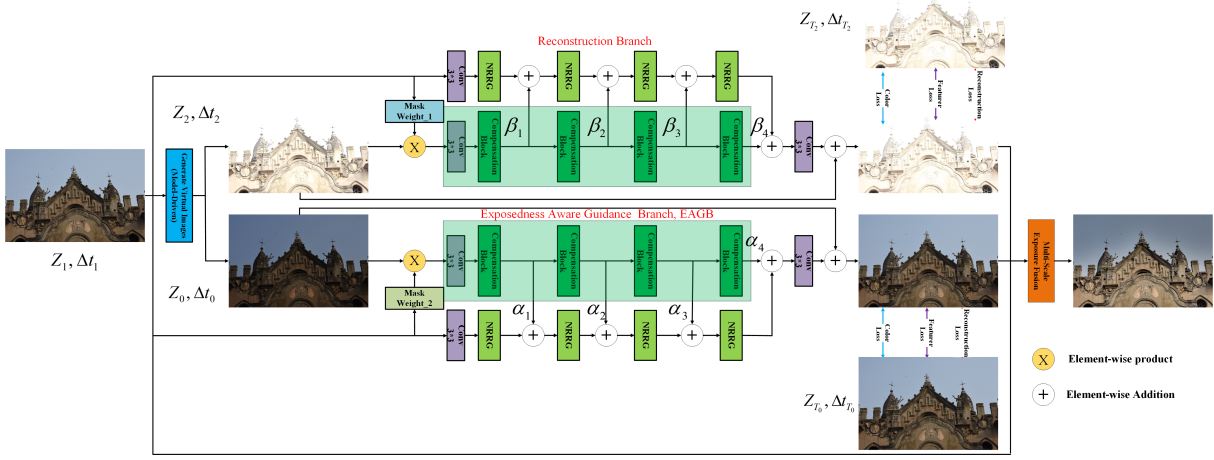 Z_{T_2}, Δt_{T_2}
Reconstruction Branch
Conv
3*3
NRRG
NRRG
NRRG
NRRG
Color
Loss
Featurer
Loss
Reconstruction
Loss
Z_2, Δt_2
Mask
Weight_1
β_1
β_2
β_3
β_4
X
Conv
3*3
Compensation
Block
Compensation
Block
Compensation
Block
Compensation
Block
Conv
3*3
Generate Virtual Images
(Model-Driven)
Z_1, Δt_1
Exposedness Aware Guidance Branch, EAGB
α_4
X
Conv
3*3
Compensation
Block
Compensation
Block
Compensation
Block
Compensation
Block
Conv
3*3
Multi-Scale
Exposure Fusion
Z_0, Δt_0
Mask
Weight_2
α_1
α_2
α_3
Conv
3*3
NRRG
NRRG
NRRG
NRRG
Color
Loss
Featurer
Loss
Reconstruction
Loss
Z_{T_0}, Δt_{T_0}
X Element-wise product
+ Element-wise Addition